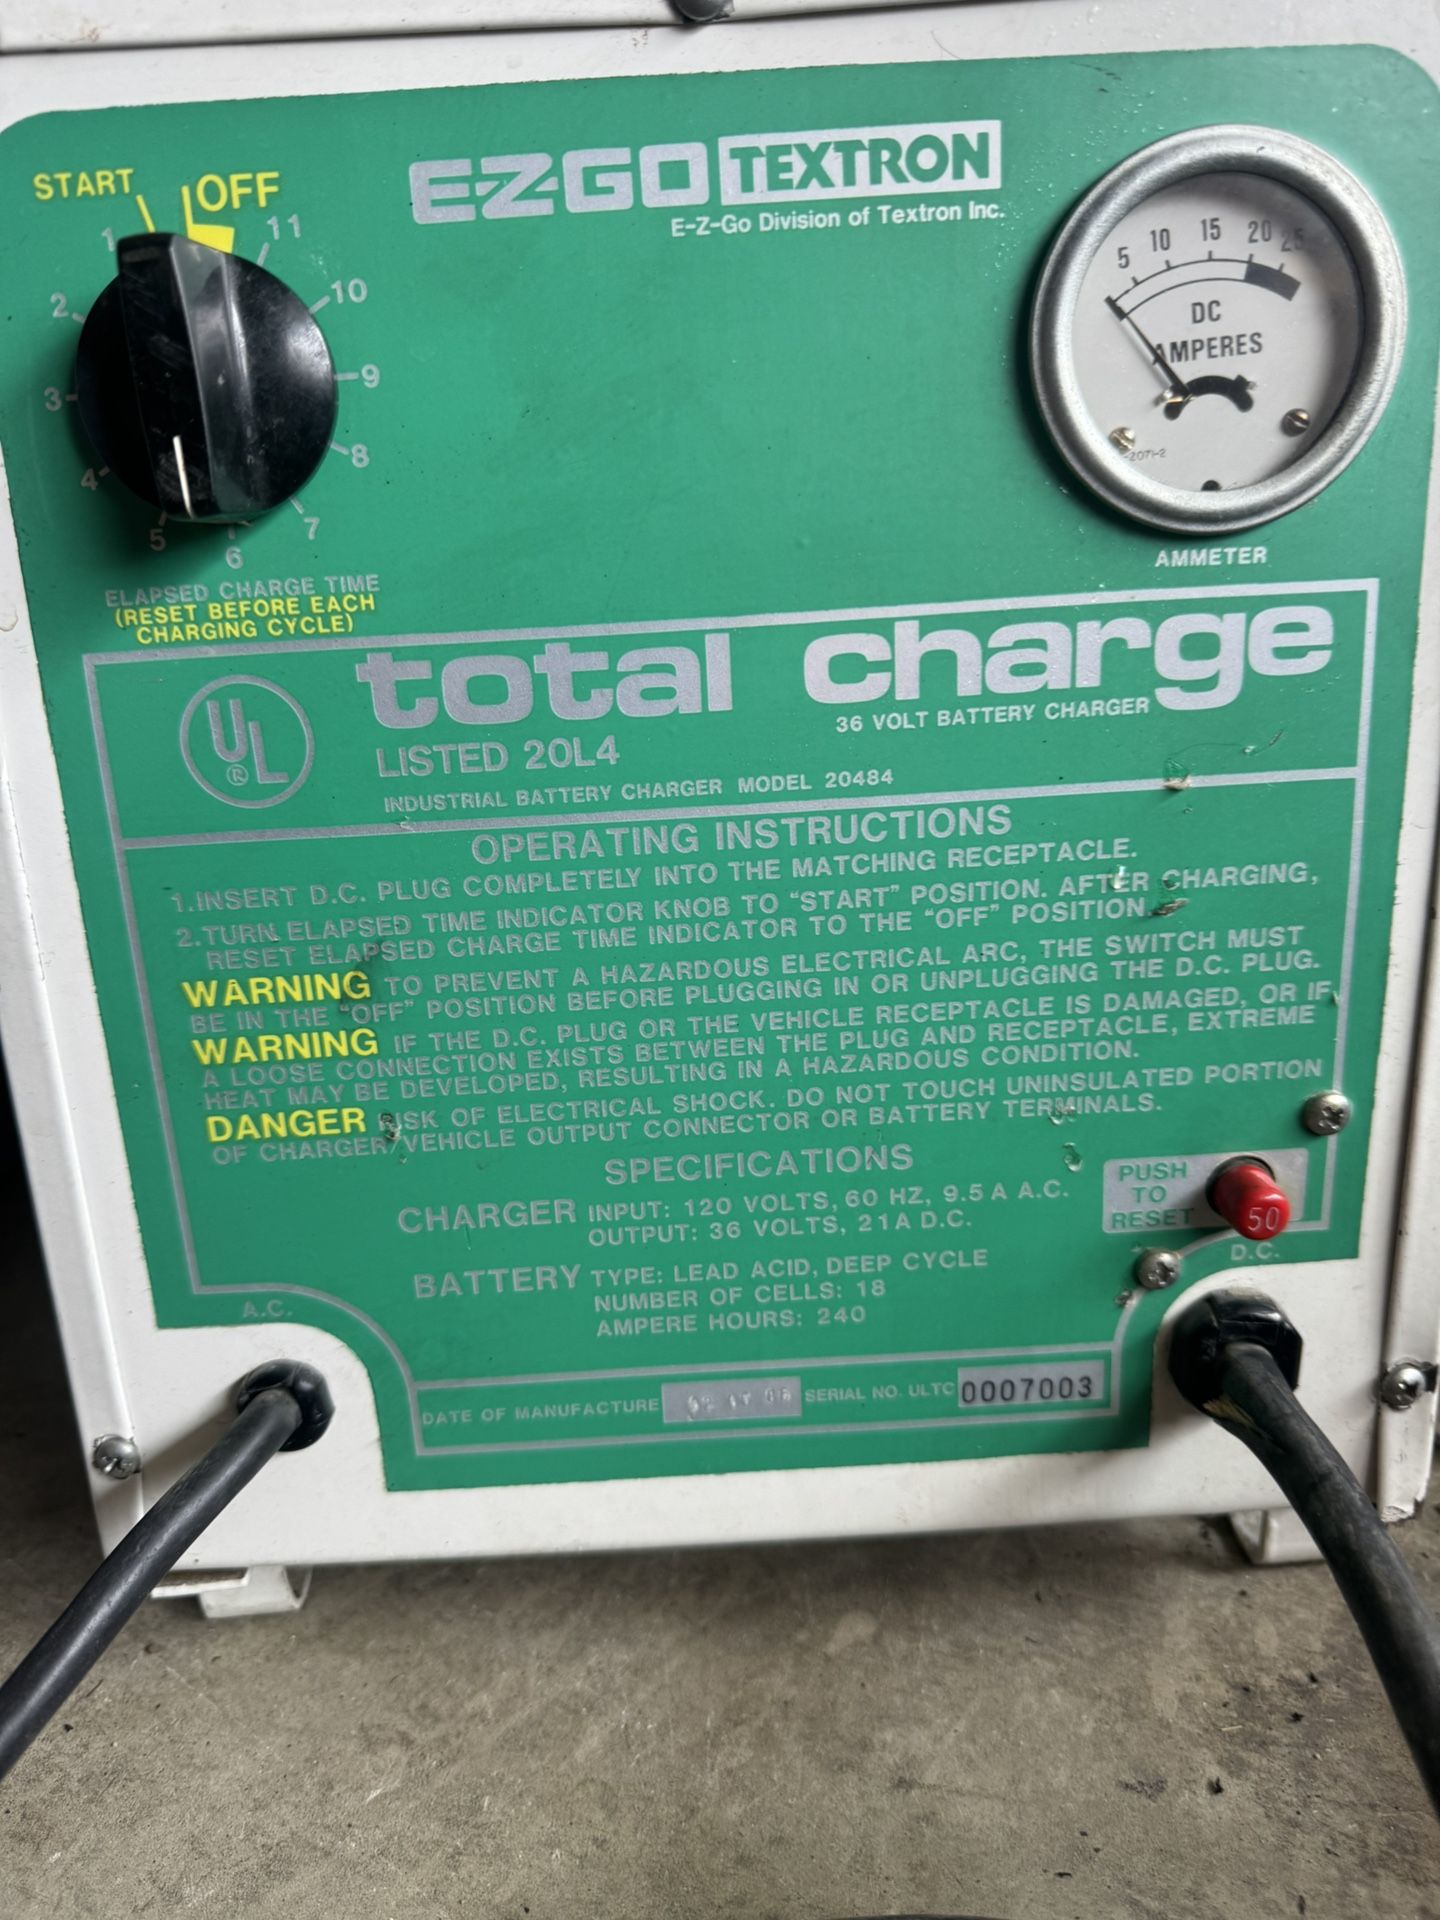 START
OFF
1
2
3
4
5
6
7
8
9
10
11
ELAPSED CHARGE TIME
(RESET BEFORE EACH
CHARGING CYCLE)
E-Z-GO TEXTRON
E-Z-Go Division of Textron Inc.
5 10 15 20 25
DC
AMPERES
-2071-2
AMMETER
UL
®
total charge
36 VOLT BATTERY CHARGER
LISTED 20L4
INDUSTRIAL BATTERY CHARGER MODEL 20484
OPERATING INSTRUCTIONS
1.INSERT D.C. PLUG COMPLETELY INTO THE MATCHING RECEPTACLE.
2.TURN ELAPSED TIME INDICATOR KNOB TO "START" POSITION. AFTER CHARGING,
RESET ELAPSED CHARGE TIME INDICATOR TO THE "OFF" POSITION.
WARNING TO PREVENT A HAZARDOUS ELECTRICAL ARC, THE SWITCH MUST
BE IN THE "OFF" POSITION BEFORE PLUGGING IN OR UNPLUGGING THE D.C. PLUG.
WARNING IF THE D.C. PLUG OR THE VEHICLE RECEPTACLE IS DAMAGED, OR IF
A LOOSE CONNECTION EXISTS BETWEEN THE PLUG AND RECEPTACLE, EXTREME
HEAT MAY BE DEVELOPED, RESULTING IN A HAZARDOUS CONDITION.
DANGER RISK OF ELECTRICAL SHOCK. DO NOT TOUCH UNINSULATED PORTION
OF CHARGER/VEHICLE OUTPUT CONNECTOR OR BATTERY TERMINALS.
SPECIFICATIONS
CHARGER INPUT: 120 VOLTS, 60 HZ, 9.5 A A.C.
OUTPUT: 36 VOLTS, 21A D.C.
BATTERY TYPE: LEAD ACID, DEEP CYCLE
NUMBER OF CELLS: 18
AMPERE HOURS: 240
PUSH
TO
RESET
50
D.C.
A.C.
DATE OF MANUFACTURE
SERIAL NO. ULTC 0007003